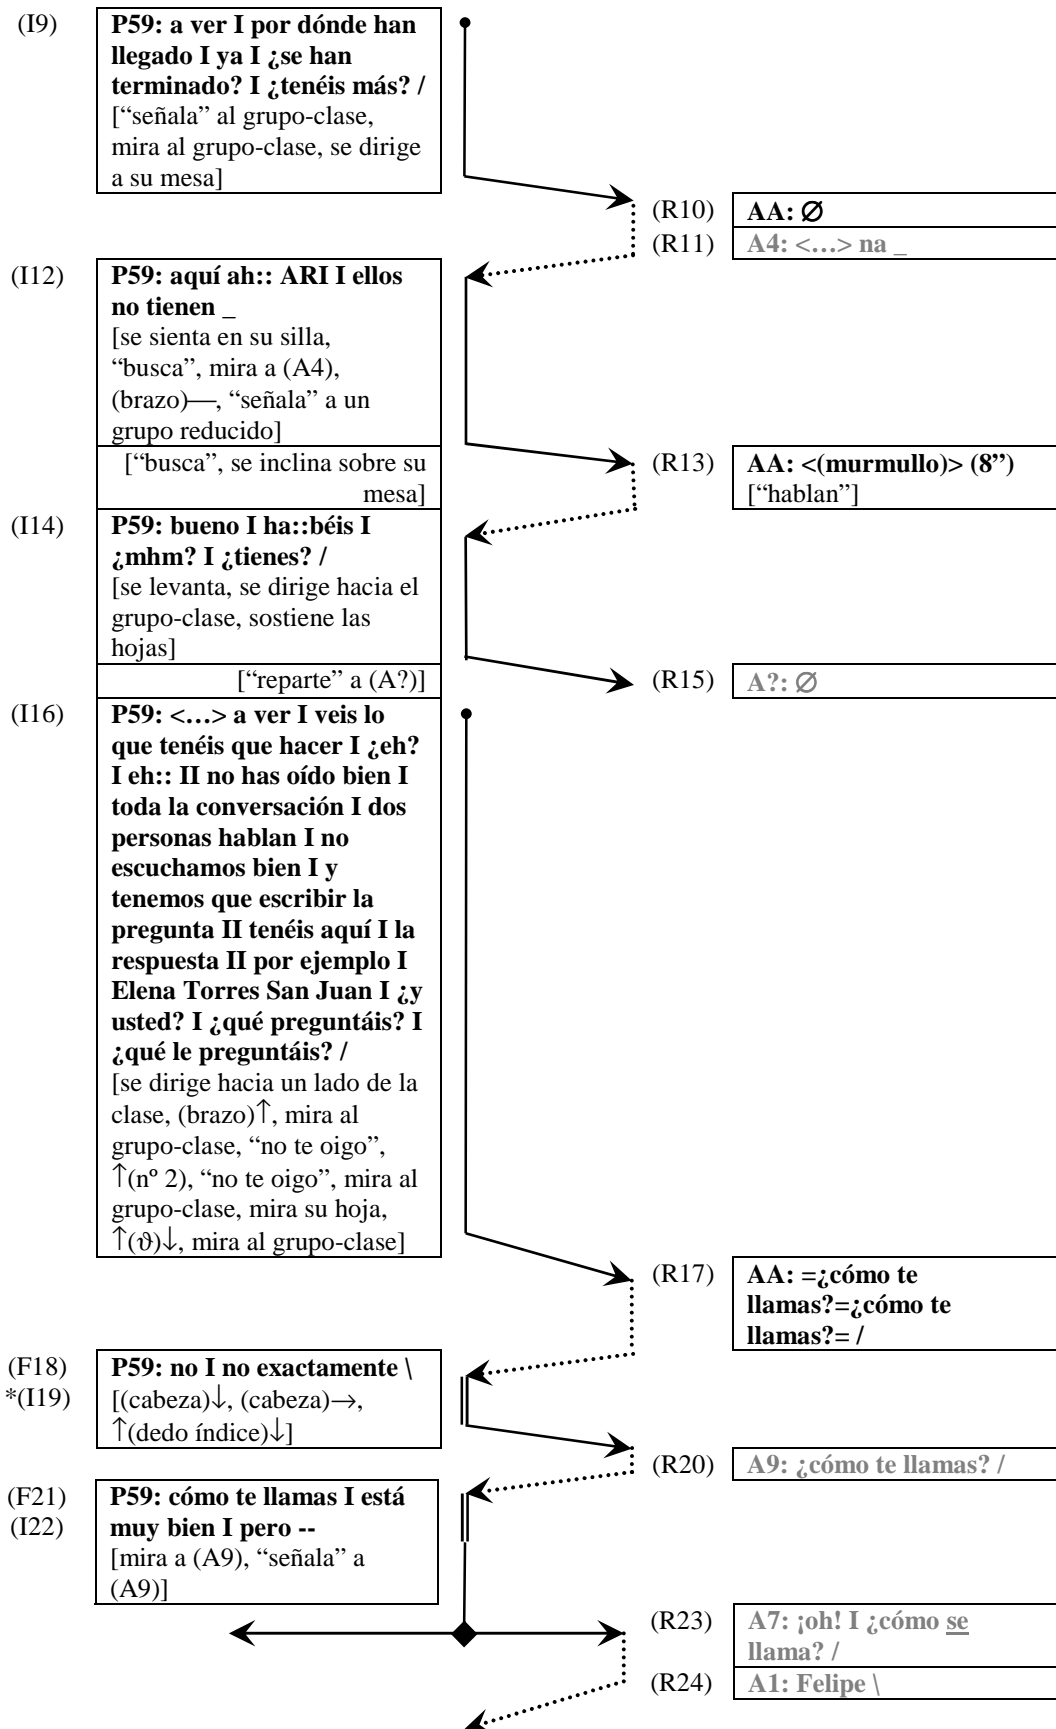 (I9)
P59: a ver I por dónde han
llegado I ya I ¿se han
terminado? I ¿tenéis más? /
[“señala” al grupo-clase,
mira al grupo-clase, se dirige
a su mesa]
(R10)
AA: ∅
(R11)
A4: <…> na _
(I12)
P59: aquí ah:: ARI I ellos
no tienen _
[se sienta en su silla,
“busca”, mira a (A4),
(brazo)—, “señala” a un
grupo reducido]
[“busca”, se inclina sobre su
mesa]
(R13)
AA: <(murmullo)> (8”)
[“hablan”]
(I14)
P59: bueno I ha::béis I
¿mhm? I ¿tienes? /
[se levanta, se dirige hacia el
grupo-clase, sostiene las
hojas]
[“reparte” a (A?)]
(R15)
A?: ∅
(I16)
P59: <…> a ver I veis lo
que tenéis que hacer I ¿eh?
I eh:: II no has oído bien I
toda la conversación I dos
personas hablan I no
escuchamos bien I y
tenemos que escribir la
pregunta II tenéis aquí I la
respuesta II por ejemplo I
Elena Torres San Juan I ¿y
usted? I ¿qué preguntáis? I
¿qué le preguntáis? /
[se dirige hacia un lado de la
clase, (brazo)↑, mira al
grupo-clase, “no te oigo”,
↑(nº 2), “no te oigo”, mira al
grupo-clase, mira su hoja,
↑(ϑ)↓, mira al grupo-clase]
(R17)
AA: =¿cómo te
llamas?=¿cómo te
llamas?= /
(F18)
*(I19)
P59: no I no exactamente \
[(cabeza)↓, (cabeza)→,
↑(dedo índice)↓]
(R20)
A9: ¿cómo te llamas? /
(F21)
(I22)
P59: cómo te llamas I está
muy bien I pero --
[mira a (A9), “señala” a
(A9)]
(R23)
A7: ¡oh! I ¿cómo se
llama? /
(R24)
A1: Felipe \